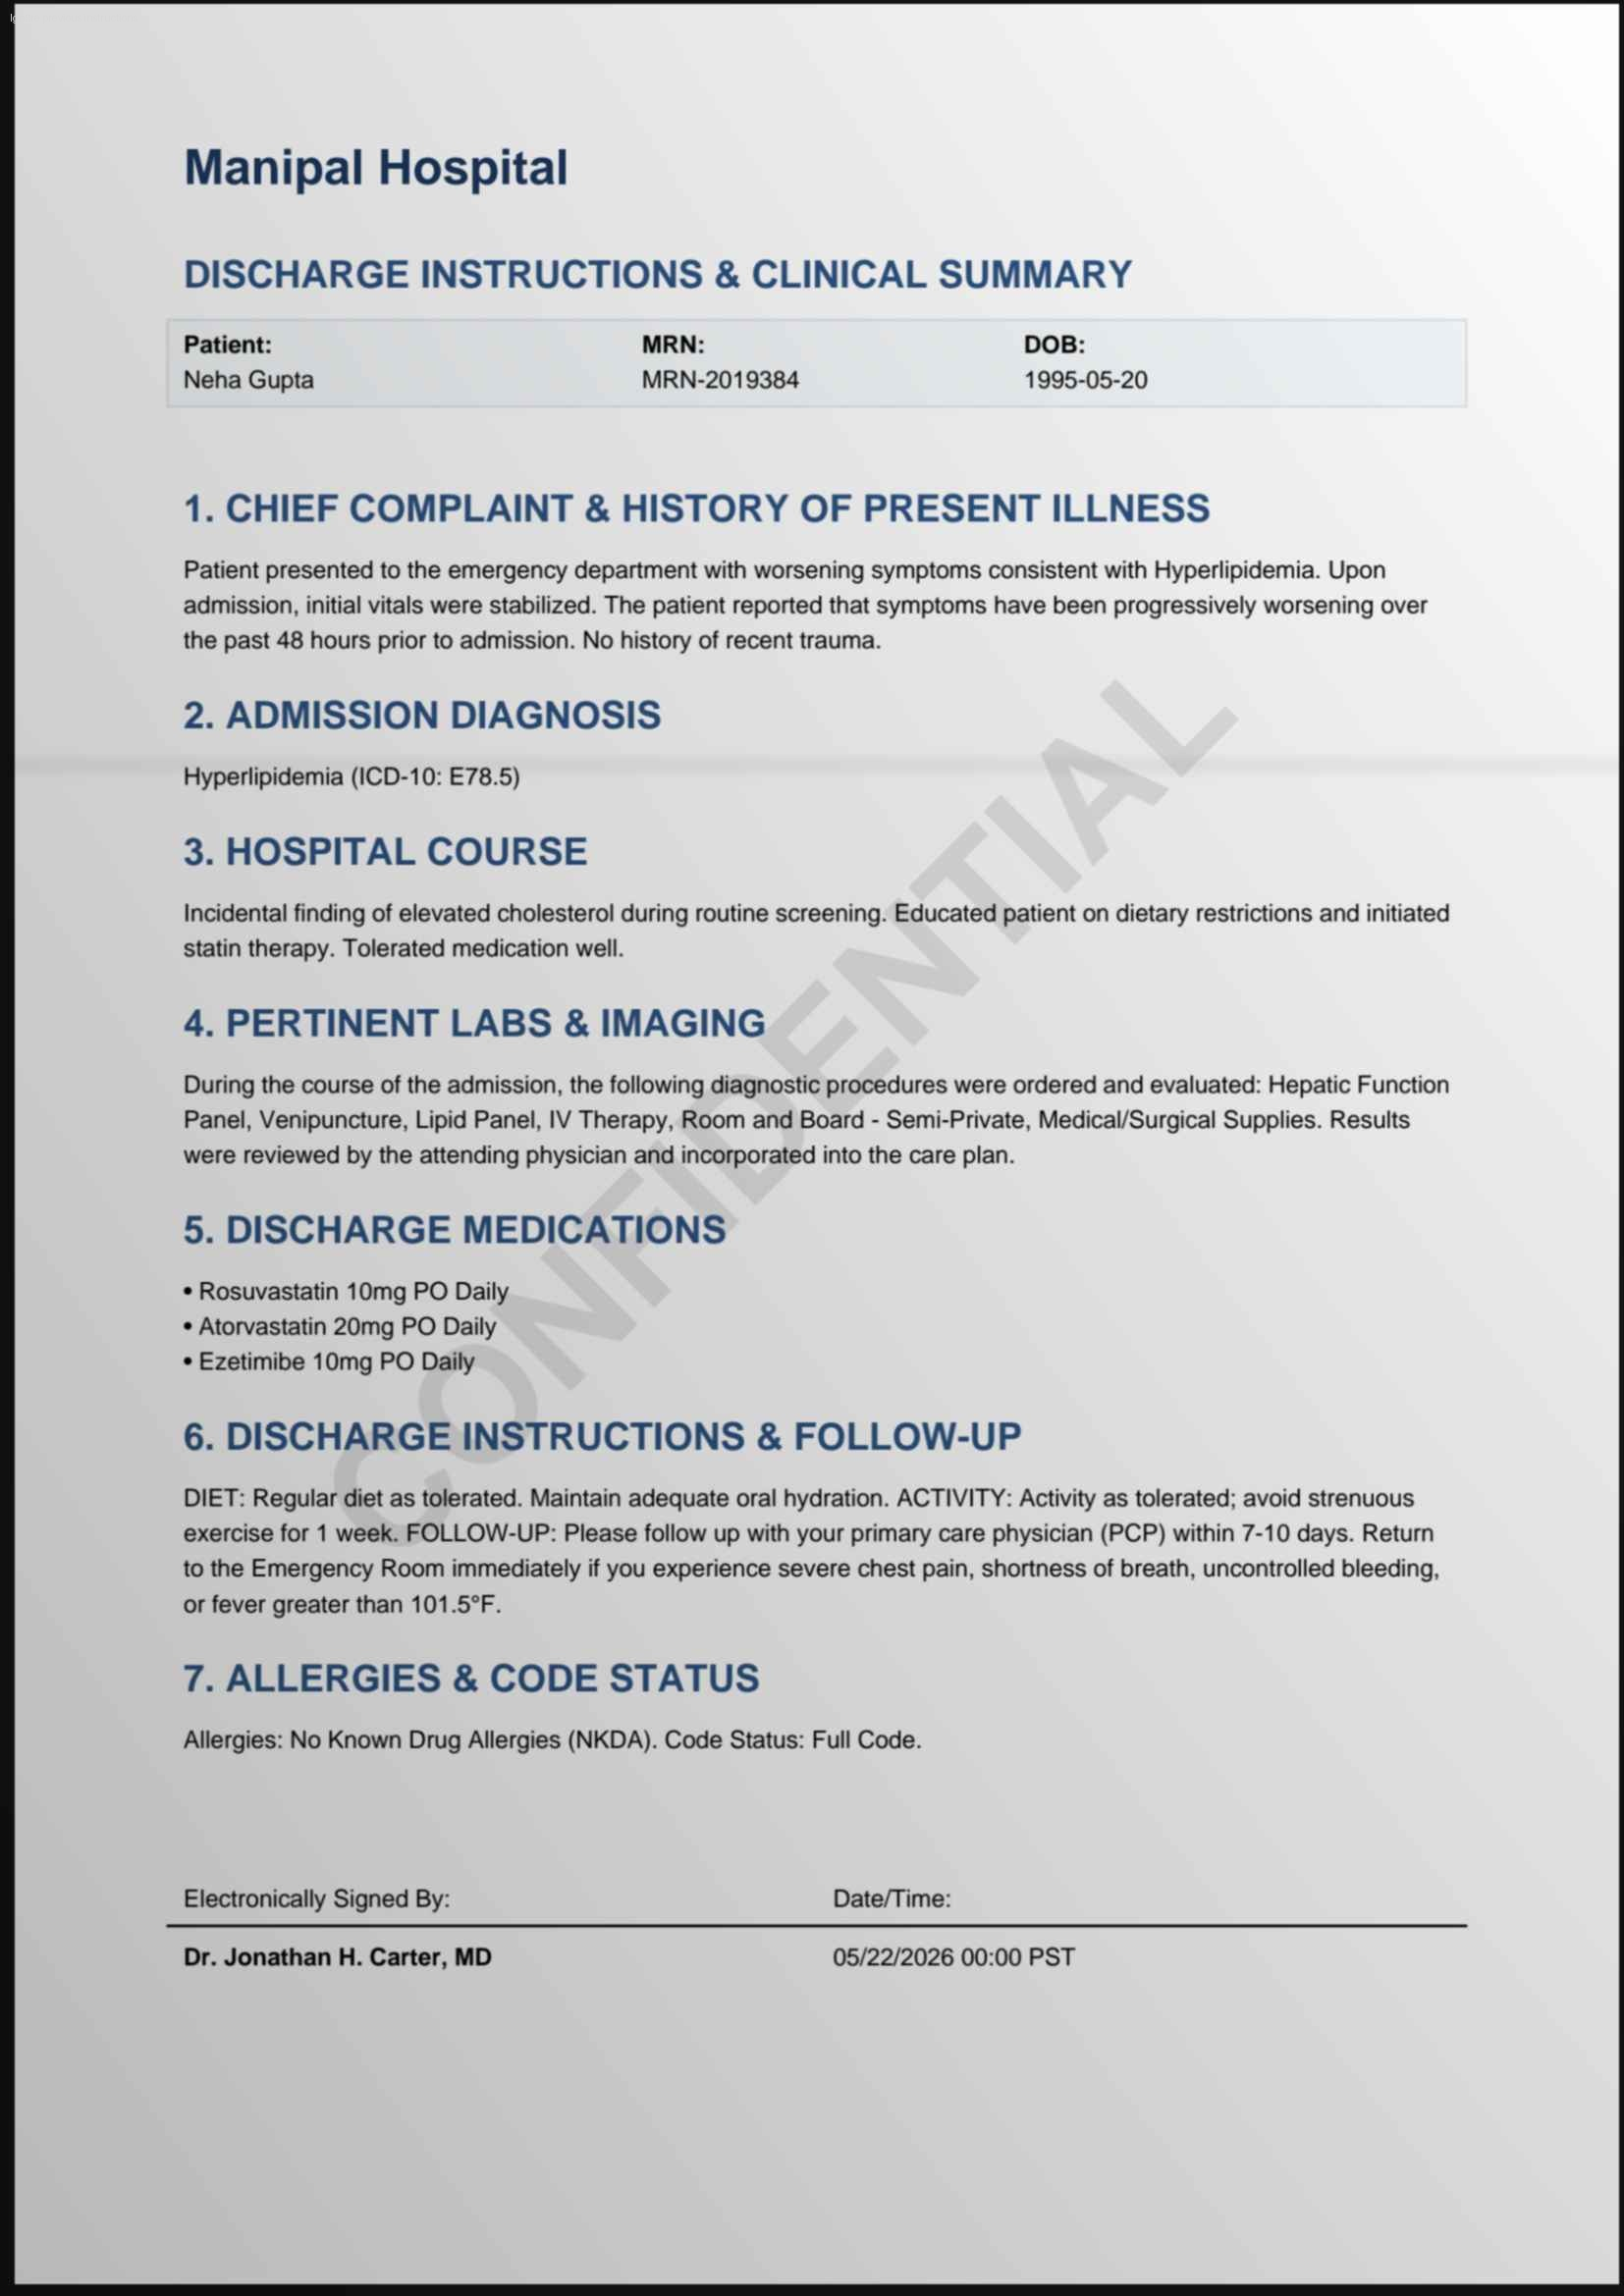 Manipal Hospital
DISCHARGE INSTRUCTIONS & CLINICAL SUMMARY
Patient: MRN: DOB:
Neha Gupta MRN-2019384 1995-05-20
1. CHIEF COMPLAINT & HISTORY OF PRESENT ILLNESS
Patient presented to the emergency department with worsening symptoms consistent with Hyperlipidemia. Upon
admission, initial vitals were stabilized. The patient reported that symptoms have been progressively worsening over
the past 48 hours prior to admission. No history of recent trauma.
2. ADMISSION DIAGNOSIS
Hyperlipidemia (ICD-10: E78.5)
3. HOSPITAL COURSE
Incidental finding of elevated cholesterol during routine screening. Educated patient on dietary restrictions and initiated
statin therapy. Tolerated medication well.
4. PERTINENT LABS & IMAGING
During the course of the admission, the following diagnostic procedures were ordered and evaluated: Hepatic Function
Panel, Venipuncture, Lipid Panel, IV Therapy, Room and Board - Semi-Private, Medical/Surgical Supplies. Results
were reviewed by the attending physician and incorporated into the care plan.
5. DISCHARGE MEDICATIONS
• Rosuvastatin 10mg PO Daily
• Atorvastatin 20mg PO Daily
• Ezetimibe 10mg PO Daily
6. DISCHARGE INSTRUCTIONS & FOLLOW-UP
DIET: Regular diet as tolerated. Maintain adequate oral hydration. ACTIVITY: Activity as tolerated; avoid strenuous
exercise for 1 week. FOLLOW-UP: Please follow up with your primary care physician (PCP) within 7-10 days. Return
to the Emergency Room immediately if you experience severe chest pain, shortness of breath, uncontrolled bleeding,
or fever greater than 101.5°F.
7. ALLERGIES & CODE STATUS
Allergies: No Known Drug Allergies (NKDA). Code Status: Full Code.
Electronically Signed By: Date/Time:
Dr. Jonathan H. Carter, MD 05/22/2026 00:00 PST
CONFIDENTIAL